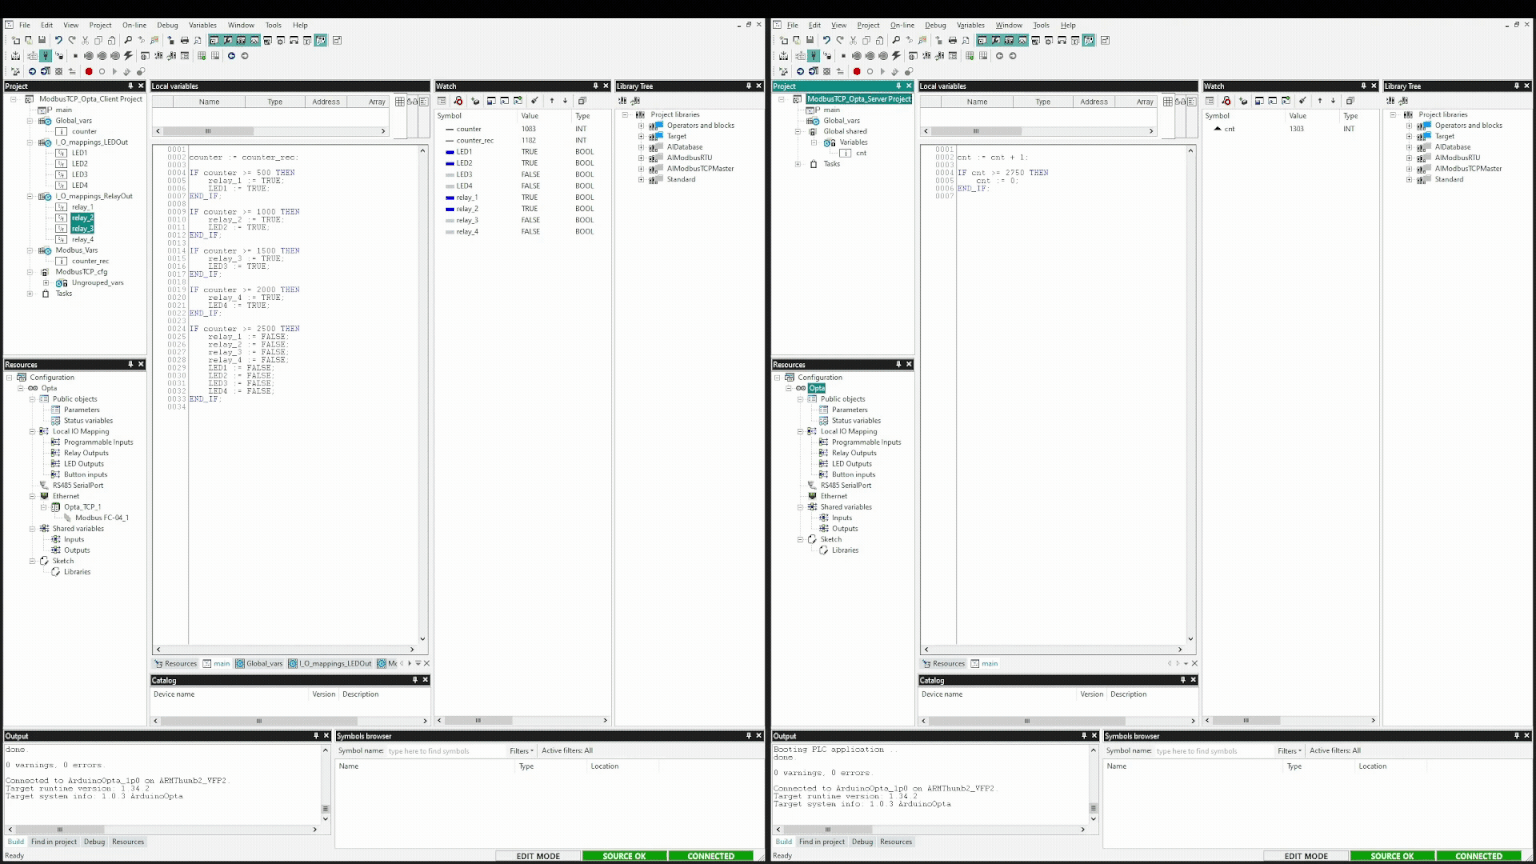 File Edit View Project On-line Debug Variables Window Tools Help
Project
ModbusTCP_Opta_Client Project
main
Global_vars
counter
I_O_mappings_LEDOut
LED1
LED2
LED3
LED4
I_O_mappings_RelayOut
relay_1
relay_2
relay_3
relay_4
Modbus_Vars
counter_rec
ModbusTCP_cfg
Ungrouped_vars
Tasks
Resources
Configuration
Opta
Public objects
Parameters
Status variables
Local IO Mapping
Programmable Inputs
Relay Outputs
LED Outputs
Button inputs
RS485 SerialPort
Ethernet
Opta_TCP_1
Modbus FC-04_1
Shared variables
Inputs
Outputs
Sketch
Libraries
Local variables
Name Type Address Array
0001
0002 counter := counter_rec;
0003
0004 IF counter >= 500 THEN
0005 relay_1 := TRUE;
0006 LED1 := TRUE;
0007 END_IF;
0008
0009 IF counter >= 1000 THEN
0010 relay_2 := TRUE;
0011 LED2 := TRUE;
0012 END_IF;
0013
0014 IF counter >= 1500 THEN
0015 relay_3 := TRUE;
0016 LED3 := TRUE;
0017 END_IF;
0018
0019 IF counter >= 2000 THEN
0020 relay_4 := TRUE;
0021 LED4 := TRUE;
0022 END_IF;
0023
0024 IF counter >= 2500 THEN
0025 relay_1 := FALSE;
0026 relay_2 := FALSE;
0027 relay_3 := FALSE;
0028 relay_4 := FALSE;
0029 LED1 := FALSE;
0030 LED2 := FALSE;
0031 LED3 := FALSE;
0032 LED4 := FALSE;
0033 END_IF;
0034
Resources main Global_vars I_O_mappings_LEDOut Mo
Catalog
Device name Version Description
Watch
Symbol Value Type
counter 1083 INT
counter_rec 1182 INT
LED1 TRUE BOOL
LED2 TRUE BOOL
LED3 FALSE BOOL
LED4 FALSE BOOL
relay_1 TRUE BOOL
relay_2 TRUE BOOL
relay_3 FALSE BOOL
relay_4 FALSE BOOL
Library Tree
Project libraries
Operators and blocks
Target
AlDatabase
AlModbusRTU
AlModbusTCPMaster
Standard
Output
done.
0 warnings, 0 errors.
Connected to ArduinoOpta_1p0 on ARMThumb2_VFP2.
Target runtime version: 1.34.2
Target system info: 1.0.3 ArduinoOpta
Build Find in project Debug Resources
Symbols browser
Symbol name: type here to find symbols Filters Active filters: All
Name Type Location
Ready EDIT MODE SOURCE OK CONNECTED
File Edit View Project On-line Debug Variables Window Tools Help
Project
ModbusTCP_Opta_Server Project
main
Global_vars
Global shared
Variables
cnt
Tasks
Resources
Configuration
Opta
Public objects
Parameters
Status variables
Local IO Mapping
Programmable Inputs
Relay Outputs
LED Outputs
Button inputs
RS485 SerialPort
Ethernet
Shared variables
Inputs
Outputs
Sketch
Libraries
Local variables
Name Type Address Array
0001
0002 cnt := cnt + 1;
0003
0004 IF cnt >= 2750 THEN
0005 cnt := 0;
0006 END_IF;
0007
Resources main
Catalog
Device name Version Description
Watch
Symbol Value Type
cnt 1303 INT
Library Tree
Project libraries
Operators and blocks
Target
AlDatabase
AlModbusRTU
AlModbusTCPMaster
Standard
Output
Booting PLC application ..
done.
0 warnings, 0 errors.
Connected to ArduinoOpta_1p0 on ARMThumb2_VFP2.
Target runtime version: 1.34.2
Target system info: 1.0.3 ArduinoOpta
Build Find in project Debug Resources
Symbols browser
Symbol name: type here to find symbols Filters Active filters: All
Name Type Location
Ready EDIT MODE SOURCE OK CONNECTED